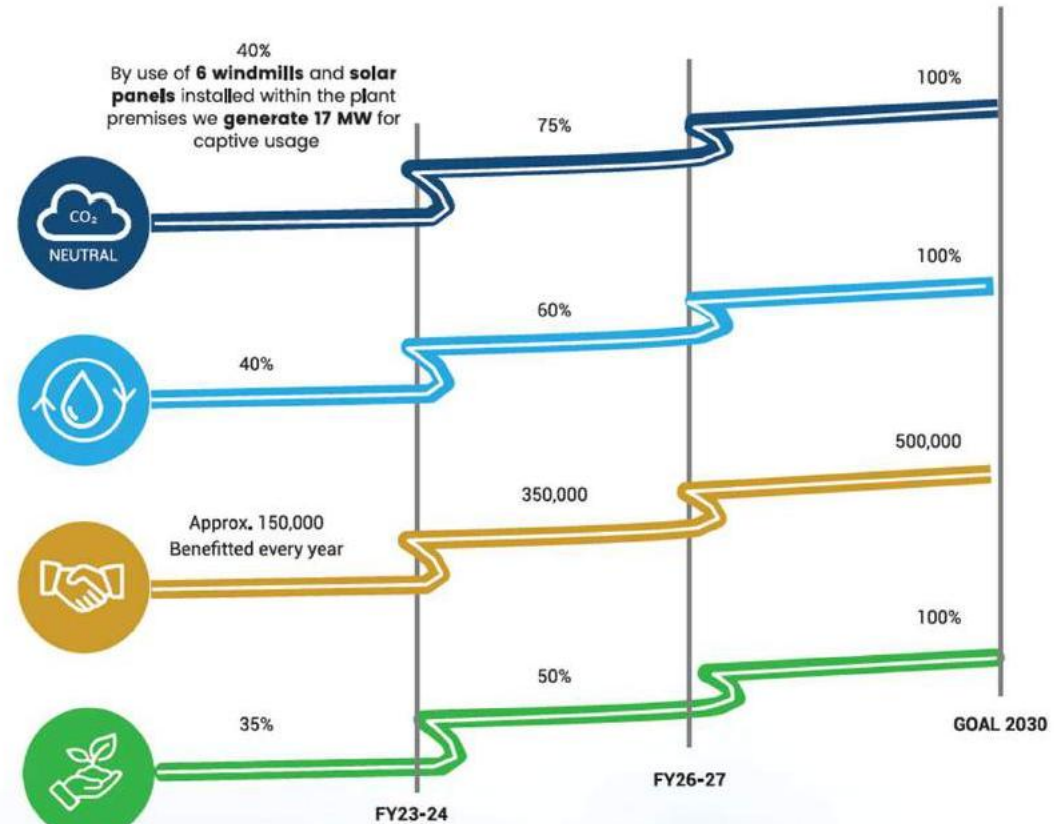 40%
By use of 6 windmills and solar
panels installed within the plant
premises we generate 17 MW for
captive usage
75%
100%
CO₂
NEUTRAL
40%
60%
100%
Approx. 150,000
Benefitted every year
350,000
500,000
35%
50%
100%
FY23-24
FY26-27
GOAL 2030